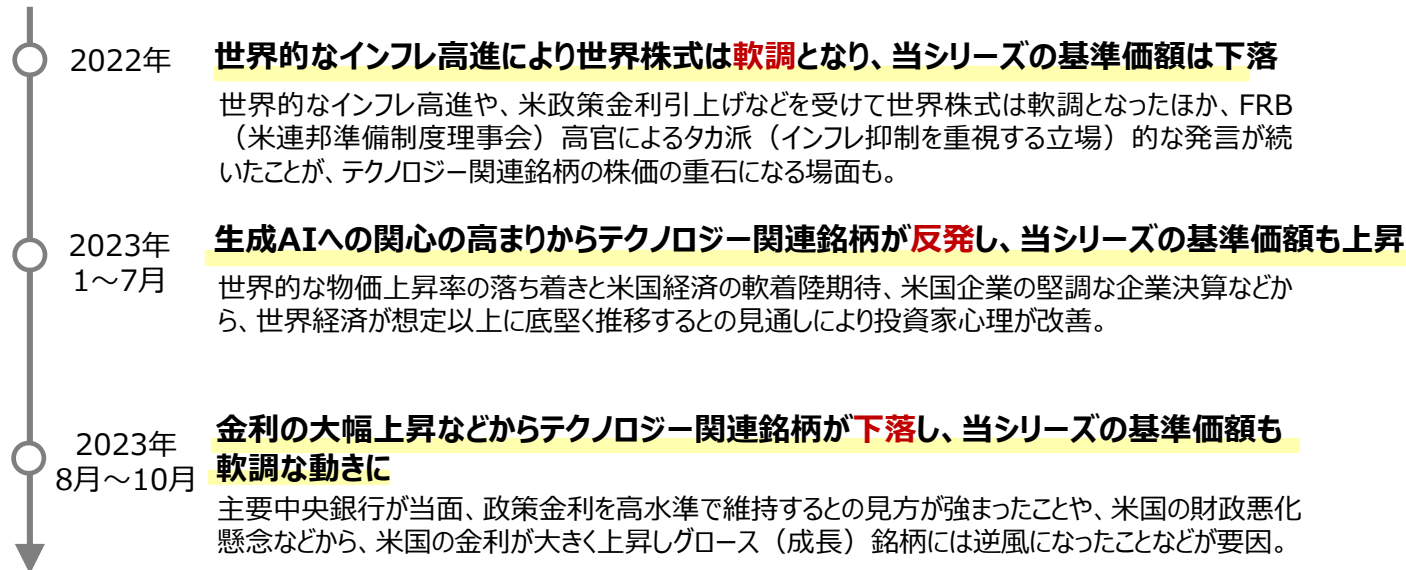 2022年
世界的なインフレ高進により世界株式は軟調となり、当シリーズの基準価額は下落
世界的なインフレ高進や、米政策金利引上げなどを受けて世界株式は軟調となったほか、FRB
（米連邦準備制度理事会）高官によるタカ派（インフレ抑制を重視する立場）的な発言が続
いたことが、テクノロジー関連銘柄の株価の重石になる場面も。
2023年
1～7月
生成AIへの関心の高まりからテクノロジー関連銘柄が反発し、当シリーズの基準価額も上昇
世界的な物価上昇率の落ち着きと米国経済の軟着陸期待、米国企業の堅調な企業決算などか
ら、世界経済が想定以上に底堅く推移するとの見通しにより投資家心理が改善。
2023年
8月～10月
金利の大幅上昇などからテクノロジー関連銘柄が下落し、当シリーズの基準価額も
軟調な動きに
主要中央銀行が当面、政策金利を高水準で維持するとの見方が強まったことや、米国の財政悪化
懸念などから、米国の金利が大きく上昇しグロース（成長）銘柄には逆風になったことなどが要因。